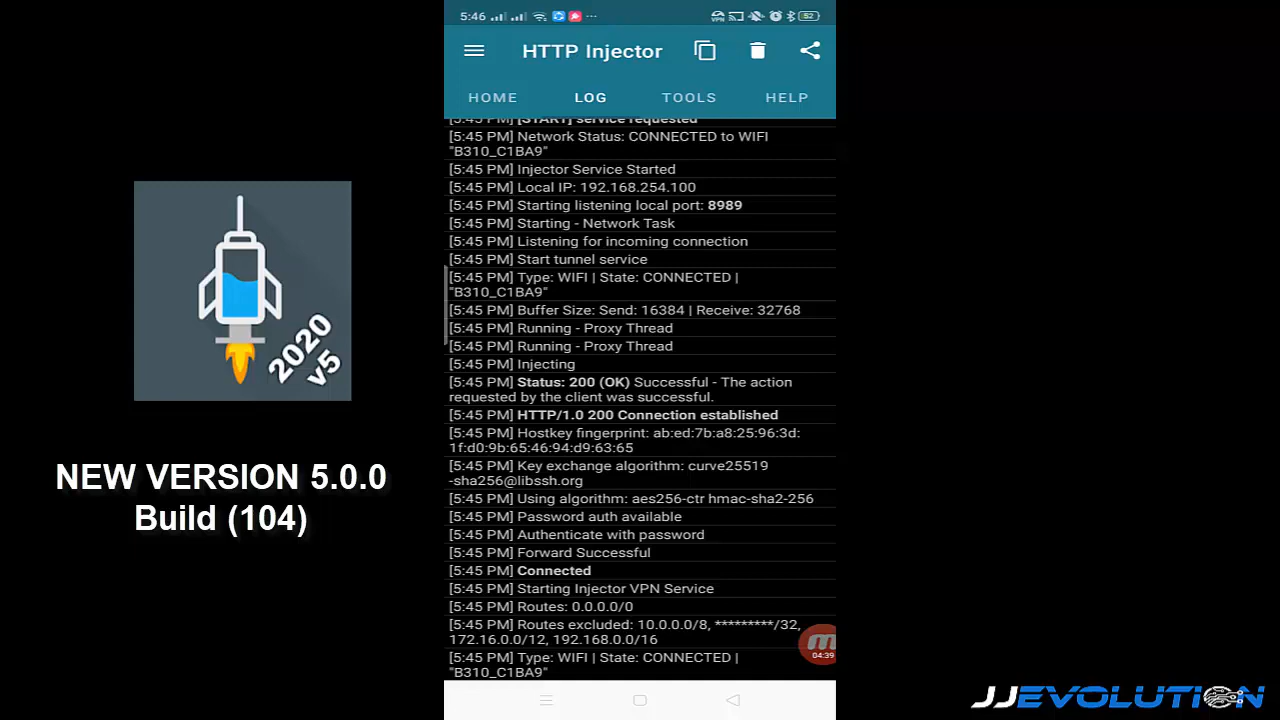 5:46
VPN
52
HTTP Injector
HOME LOG TOOLS HELP
[5:45 PM] [START] service requested
[5:45 PM] Network Status: CONNECTED to WIFI
"B310_C1BA9"
[5:45 PM] Injector Service Started
[5:45 PM] Local IP: 192.168.254.100
[5:45 PM] Starting listening local port: 8989
[5:45 PM] Starting - Network Task
[5:45 PM] Listening for incoming connection
[5:45 PM] Start tunnel service
[5:45 PM] Type: WIFI | State: CONNECTED |
"B310_C1BA9"
[5:45 PM] Buffer Size: Send: 16384 | Receive: 32768
[5:45 PM] Running - Proxy Thread
[5:45 PM] Running - Proxy Thread
[5:45 PM] Injecting
[5:45 PM] Status: 200 (OK) Successful - The action
requested by the client was successful.
[5:45 PM] HTTP/1.0 200 Connection established
[5:45 PM] Hostkey fingerprint: ab:ed:7b:a8:25:96:3d:
1f:d0:9b:65:46:94:d9:63:65
[5:45 PM] Key exchange algorithm: curve25519
-sha256@libssh.org
[5:45 PM] Using algorithm: aes256-ctr hmac-sha2-256
[5:45 PM] Password auth available
[5:45 PM] Authenticate with password
[5:45 PM] Forward Successful
[5:45 PM] Connected
[5:45 PM] Starting Injector VPN Service
[5:45 PM] Routes: 0.0.0.0/0
[5:45 PM] Routes excluded: 10.0.0.0/8, *********/32,
172.16.0.0/12, 192.168.0.0/16
[5:45 PM] Type: WIFI | State: CONNECTED |
"B310_C1BA9"
04:39
2020
v5
NEW VERSION 5.0.0
Build (104)
JJEVOLUTION